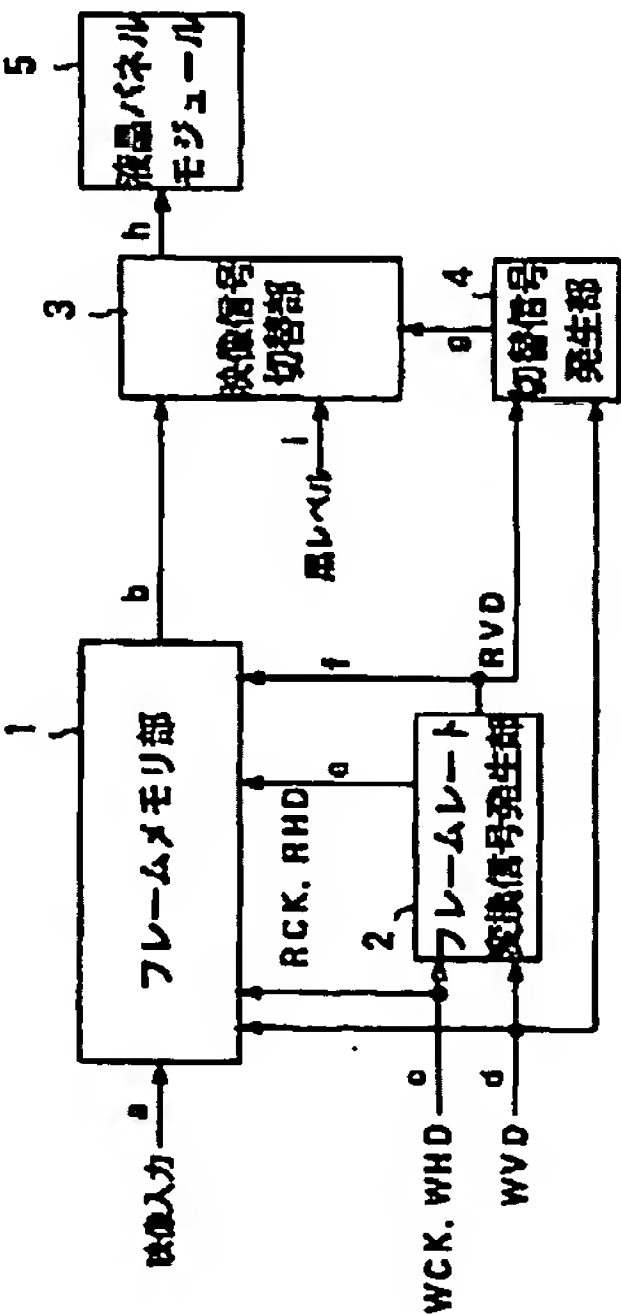 映像入力
a
1
フレームメモリ部
b
WCK. WHD
c
WVD
d
2
フレームレート
変換信号発生部
RCK. RHD
e
f
RVD
黒レベル
i
3
映像信号
切替部
g
4
切替信号
発生部
h
5
液晶パネル
モジュール